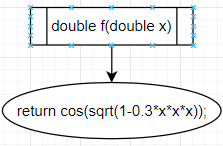 double f(double x)
return cos(sqrt(1-0.3*x*x*x));